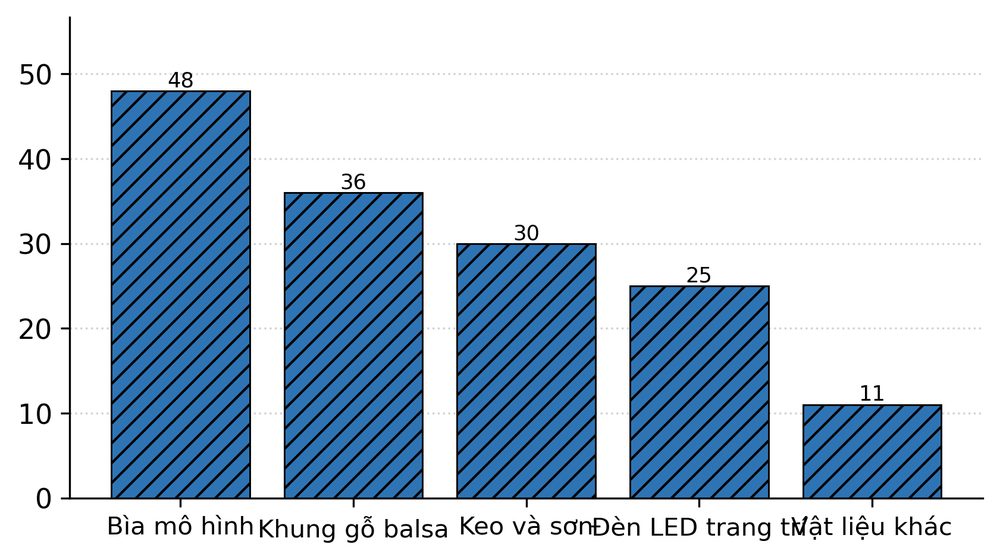 50
40
30
20
10
0
48
36
30
25
11
Bìa mô hình
Khung gỗ balsa
Keo và sơn
Đèn LED trang trí
Vật liệu khác